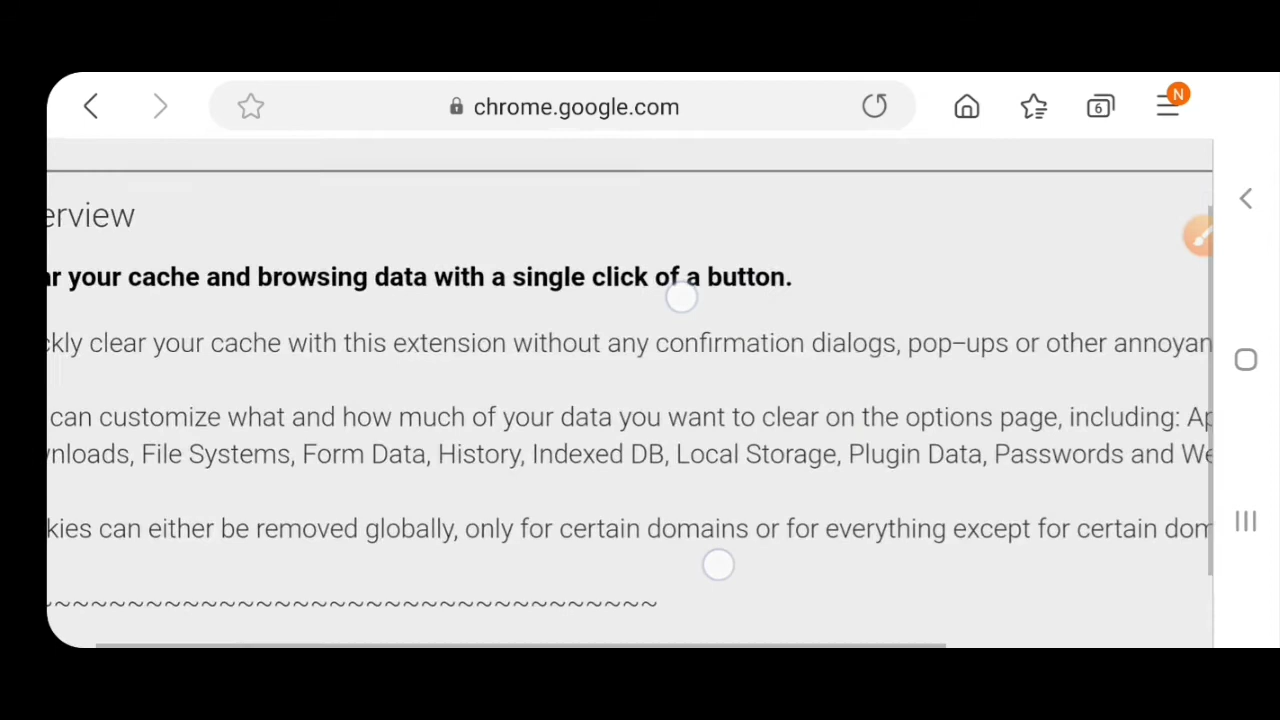 chrome.google.com
6
N
erview
ar your cache and browsing data with a single click of a button.
ckly clear your cache with this extension without any confirmation dialogs, pop-ups or other annoyan
can customize what and how much of your data you want to clear on the options page, including: Ap
wnloads, File Systems, Form Data, History, Indexed DB, Local Storage, Plugin Data, Passwords and We
kies can either be removed globally, only for certain domains or for everything except for certain dom
~~~~~~~~~~~~~~~~~~~~~~~~~~~~~~~~~~